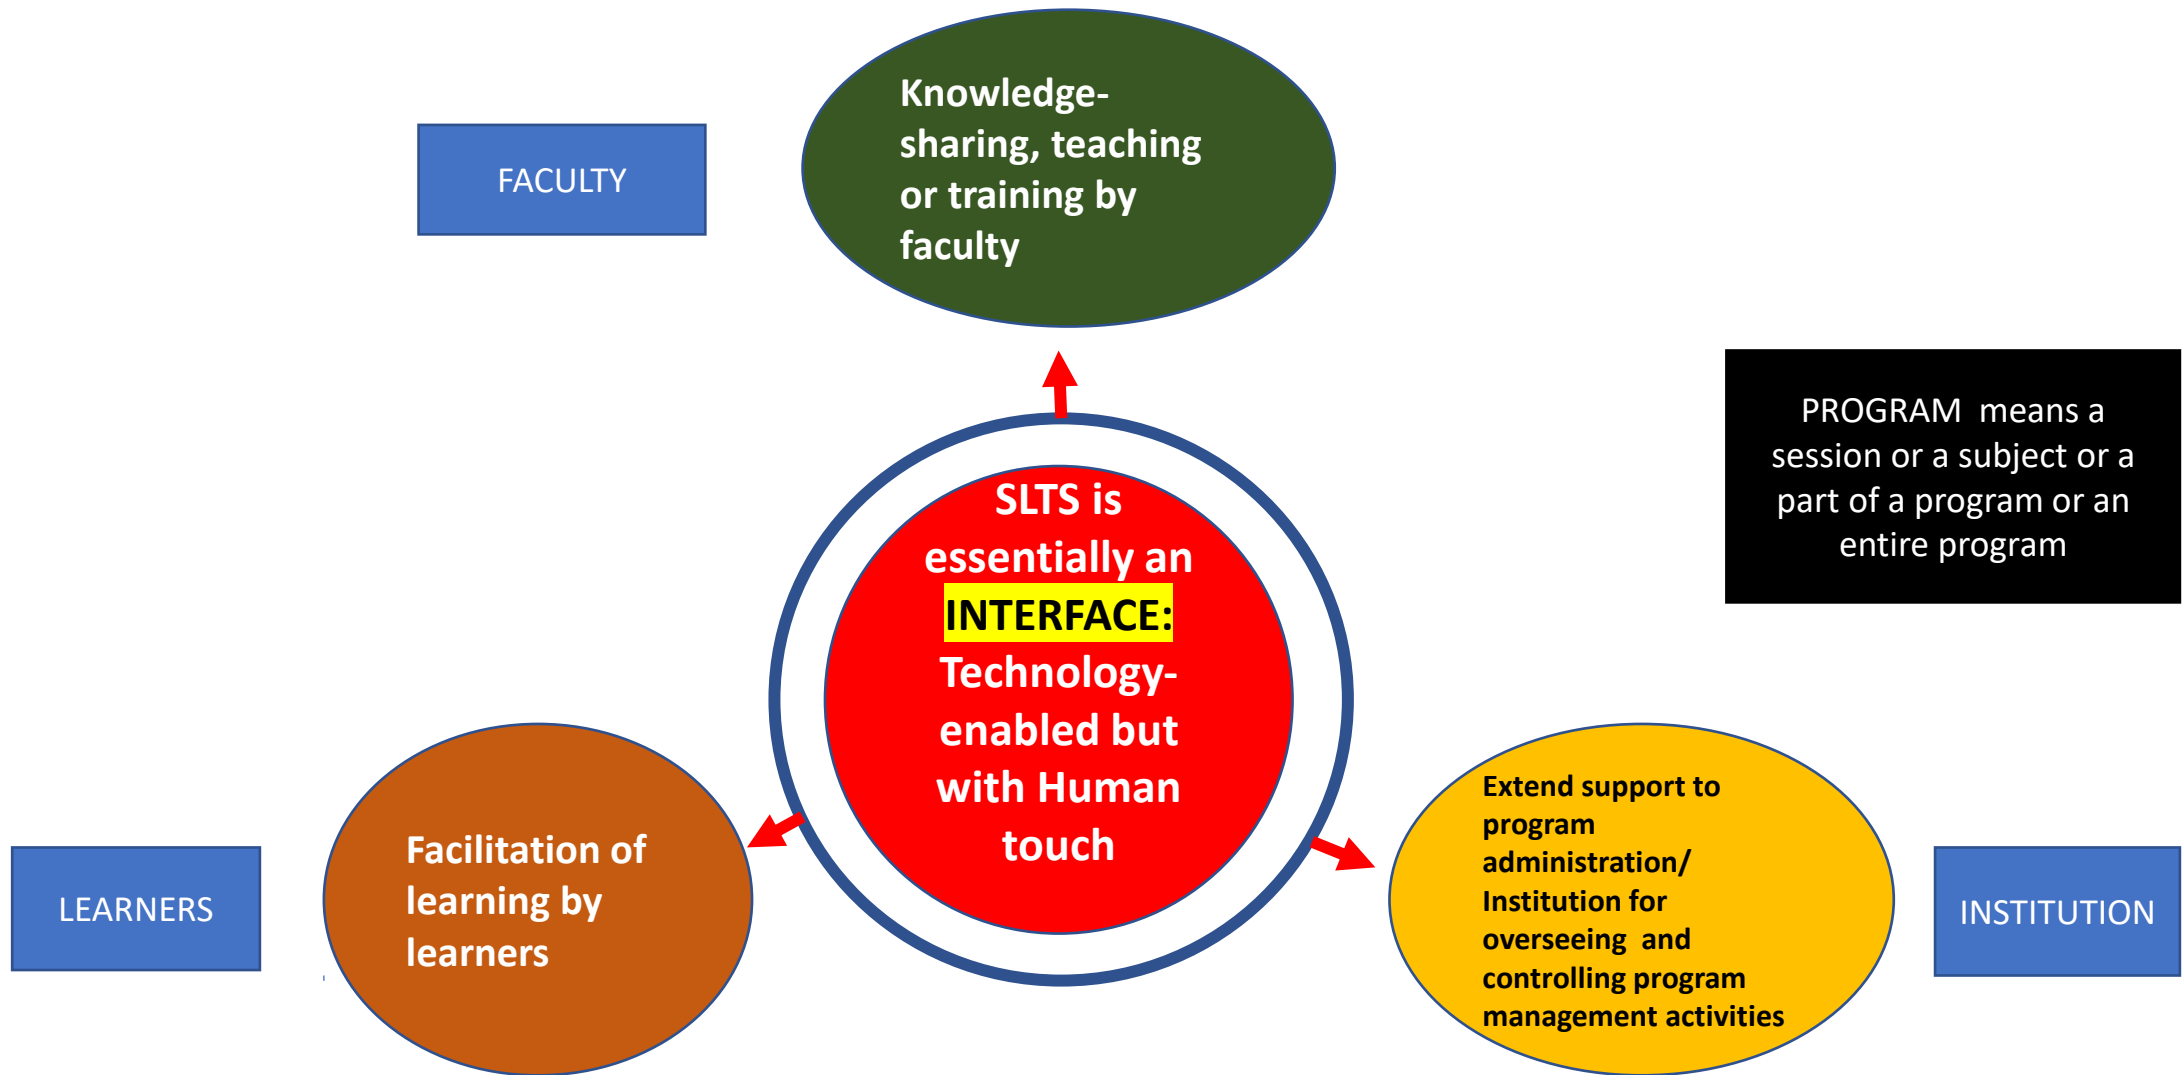 Knowledge-
sharing, teaching
or training by
faculty
FACULTY
PROGRAM  means a
session or a subject or a
part of a program or an
entire program
SLTS is
essentially an
INTERFACE:
Technology-
enabled but
with Human
touch
Facilitation of
learning by
learners
LEARNERS
Extend support to
program
administration/
Institution for
overseeing  and
controlling program
management activities
INSTITUTION